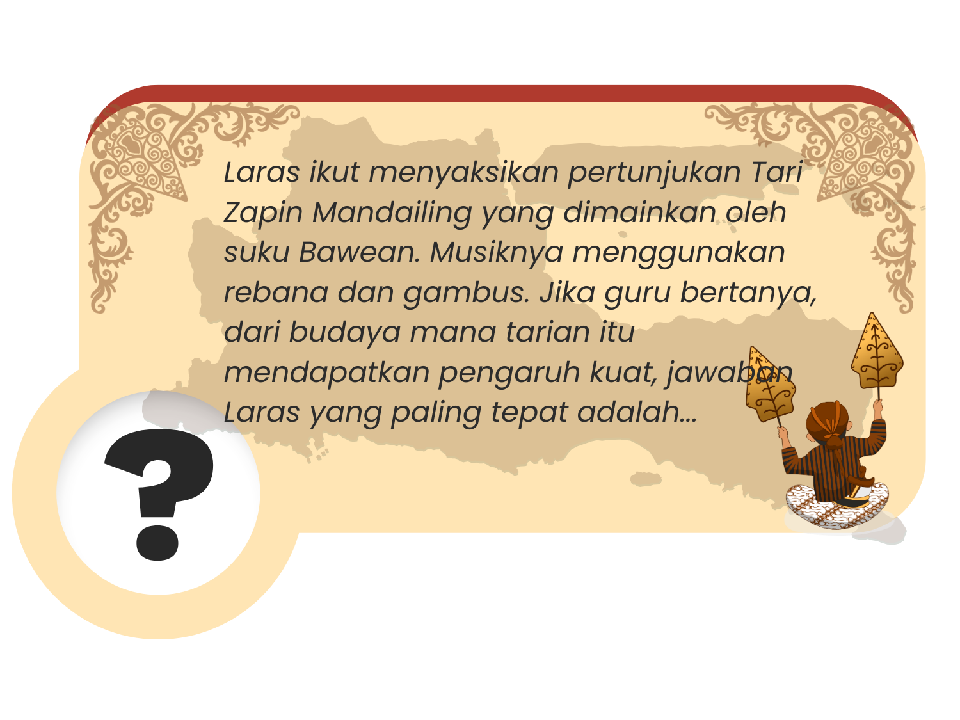 Laras ikut menyaksikan pertunjukan Tari
Zapin Mandailing yang dimainkan oleh
suku Bawean. Musiknya menggunakan
rebana dan gambus. Jika guru bertanya,
dari budaya mana tarian itu
mendapatkan pengaruh kuat, jawaban
Laras yang paling tepat adalah...
?